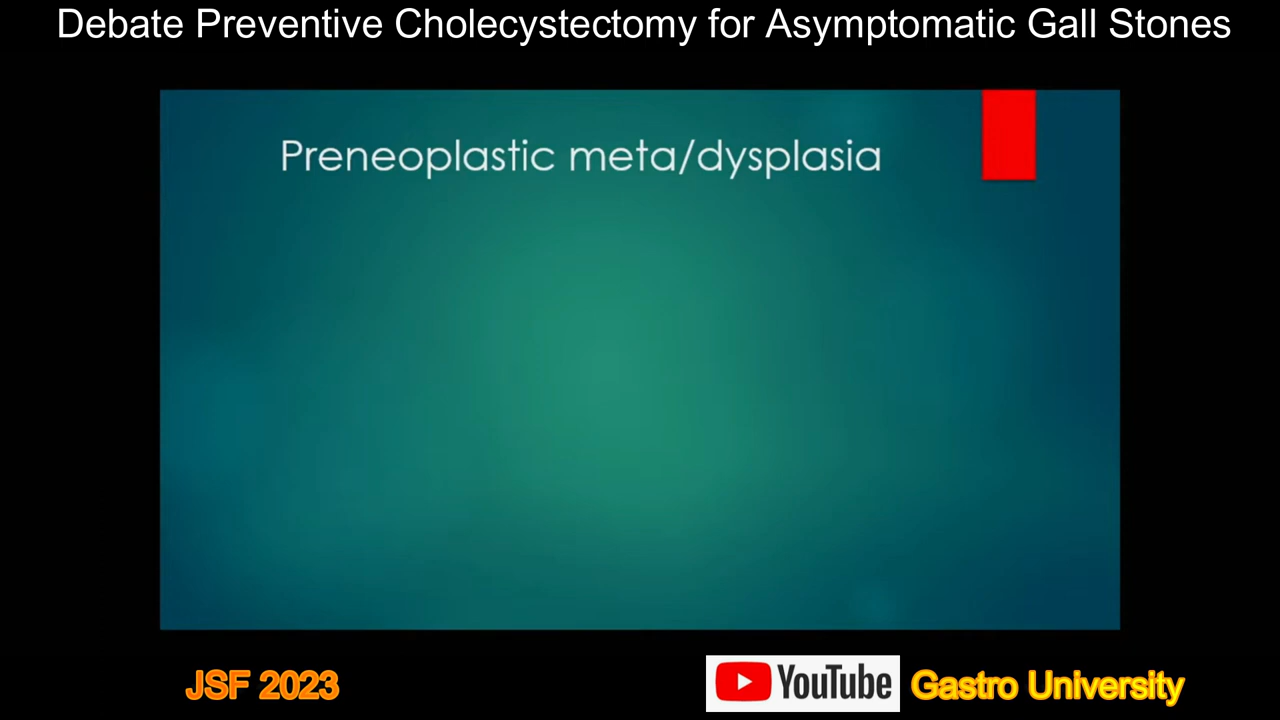 Debate Preventive Cholecystectomy for Asymptomatic Gall Stones
Preneoplastic meta/dysplasia
JSF 2023
YouTube Gastro University